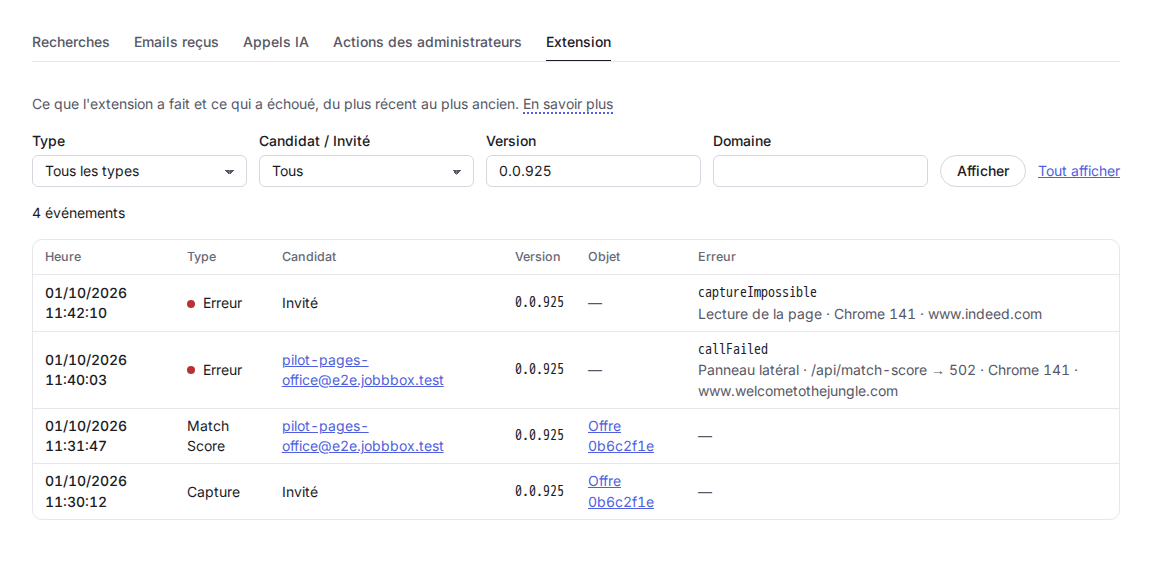 Recherches Emails reçus Appels IA Actions des administrateurs Extension
Ce que l'extension a fait et ce qui a échoué, du plus récent au plus ancien. En savoir plus
Type Candidat / Invité Version Domaine
Tous les types Tous 0.0.925 Afficher Tout afficher
4 événements
Heure Type Candidat Version Objet Erreur
01/10/2026
11:42:10
Erreur
Invité
0.0.925
—
captureImpossible
Lecture de la page · Chrome 141 · www.indeed.com
01/10/2026
11:40:03
Erreur
pilot-pages-
office@e2e.jobbbox.test
0.0.925
—
callFailed
Panneau latéral · /api/match-score → 502 · Chrome 141 ·
www.welcometothejungle.com
01/10/2026
11:31:47
Match
Score
pilot-pages-
office@e2e.jobbbox.test
0.0.925
Offre
0b6c2f1e
—
01/10/2026
11:30:12
Capture
Invité
0.0.925
Offre
0b6c2f1e
—